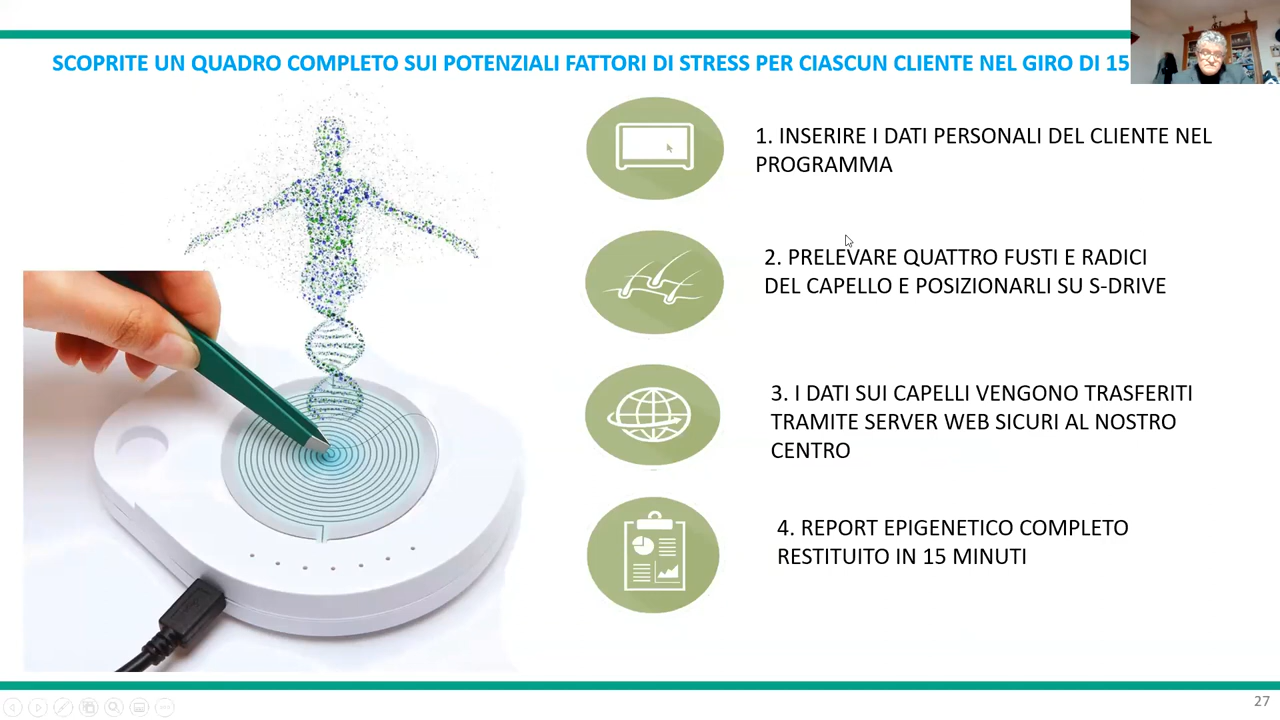 SCOPRITE UN QUADRO COMPLETO SUI POTENZIALI FATTORI DI STRESS PER CIASCUN CLIENTE NEL GIRO DI 15
1. INSERIRE I DATI PERSONALI DEL CLIENTE NEL
PROGRAMMA
2. PRELEVARE QUATTRO FUSTI E RADICI
DEL CAPELLO E POSIZIONARLI SU S-DRIVE
3. I DATI SUI CAPELLI VENGONO TRASFERITI
TRAMITE SERVER WEB SICURI AL NOSTRO
CENTRO
4. REPORT EPIGENETICO COMPLETO
RESTITUITO IN 15 MINUTI
27